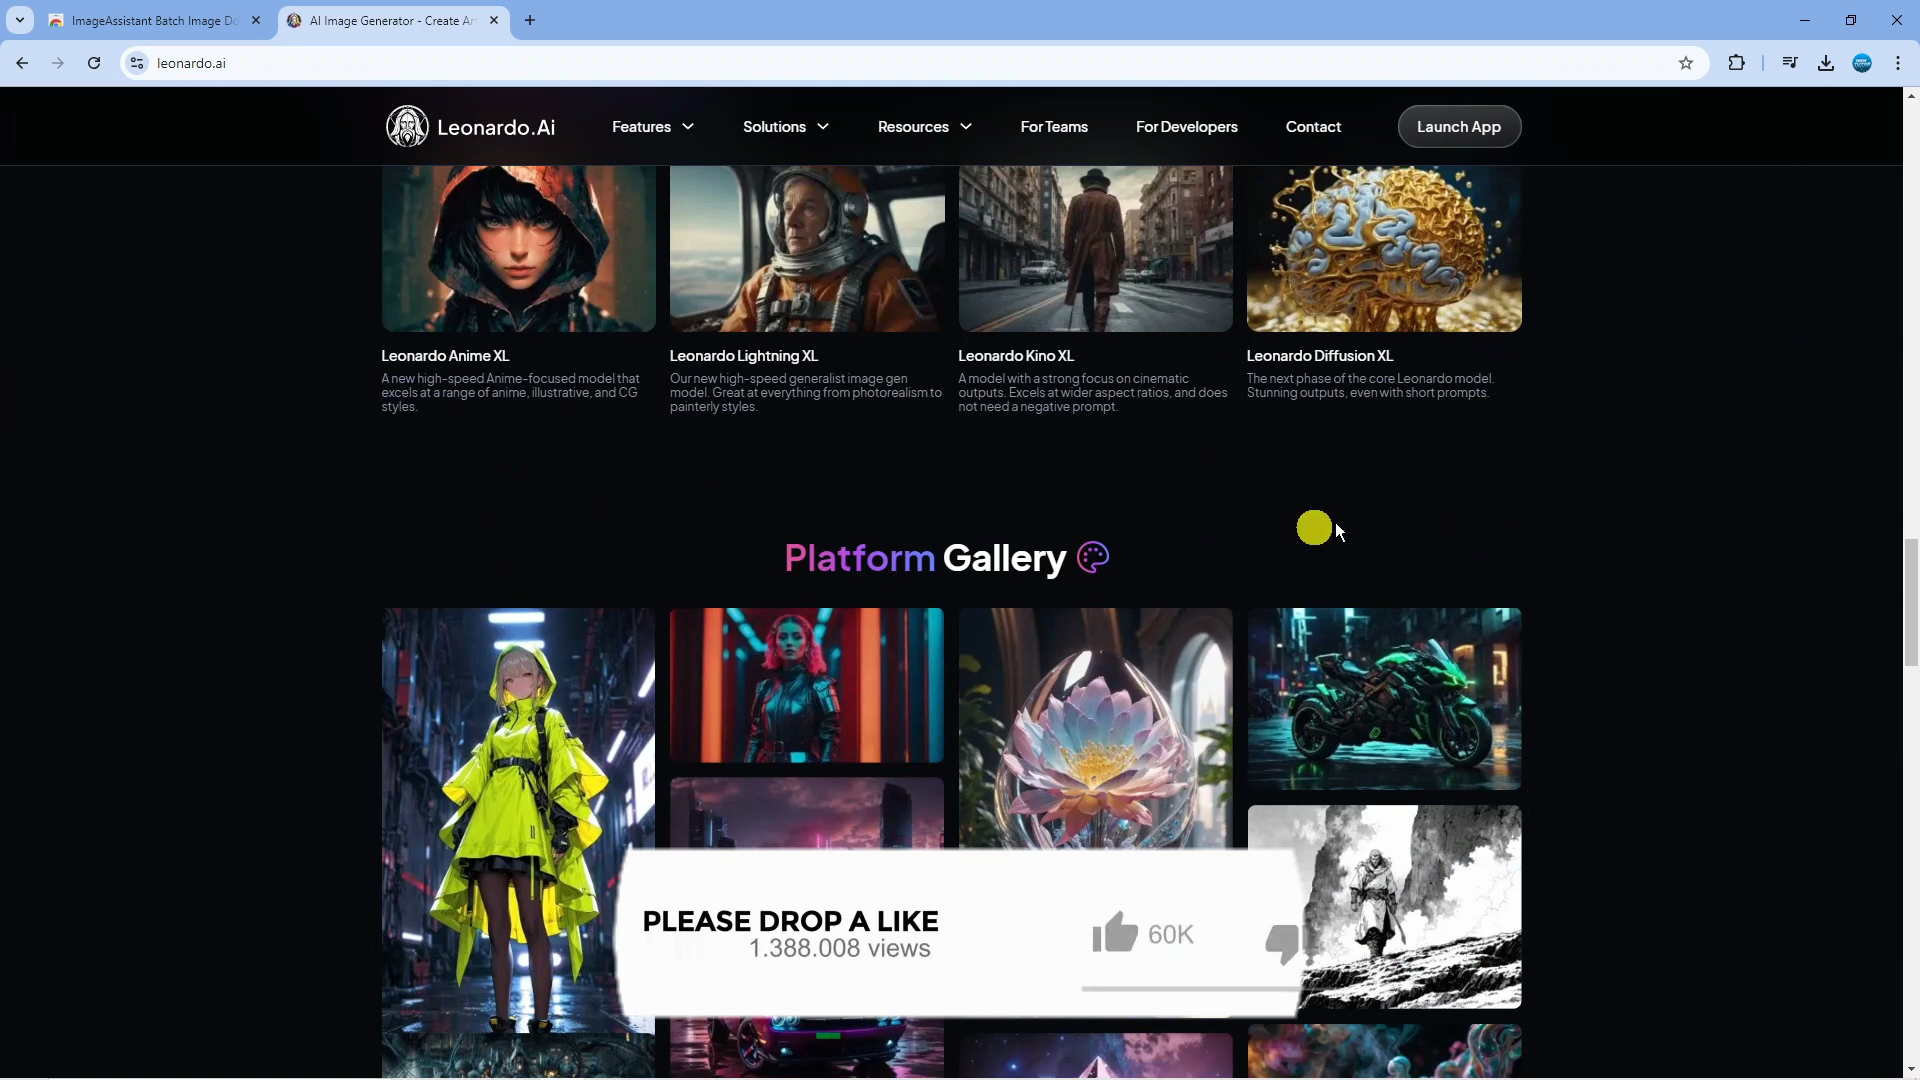 ImageAssistant Batch Image Do
AI Image Generator - Create Ar
leonardo.ai
Leonardo.Ai
Features
Solutions
Resources
For Teams
For Developers
Contact
Launch App
Leonardo Anime XL
A new high-speed Anime-focused model that
excels at a range of anime, illustrative, and CG
styles.
Leonardo Lightning XL
Our new high-speed generalist image gen
model. Great at everything from photorealism to
painterly styles.
Leonardo Kino XL
A model with a strong focus on cinematic
outputs. Excels at wider aspect ratios, and does
not need a negative prompt.
Leonardo Diffusion XL
The next phase of the core Leonardo model.
Stunning outputs, even with short prompts.
Platform Gallery
PLEASE DROP A LIKE
1.388.008 views
60K